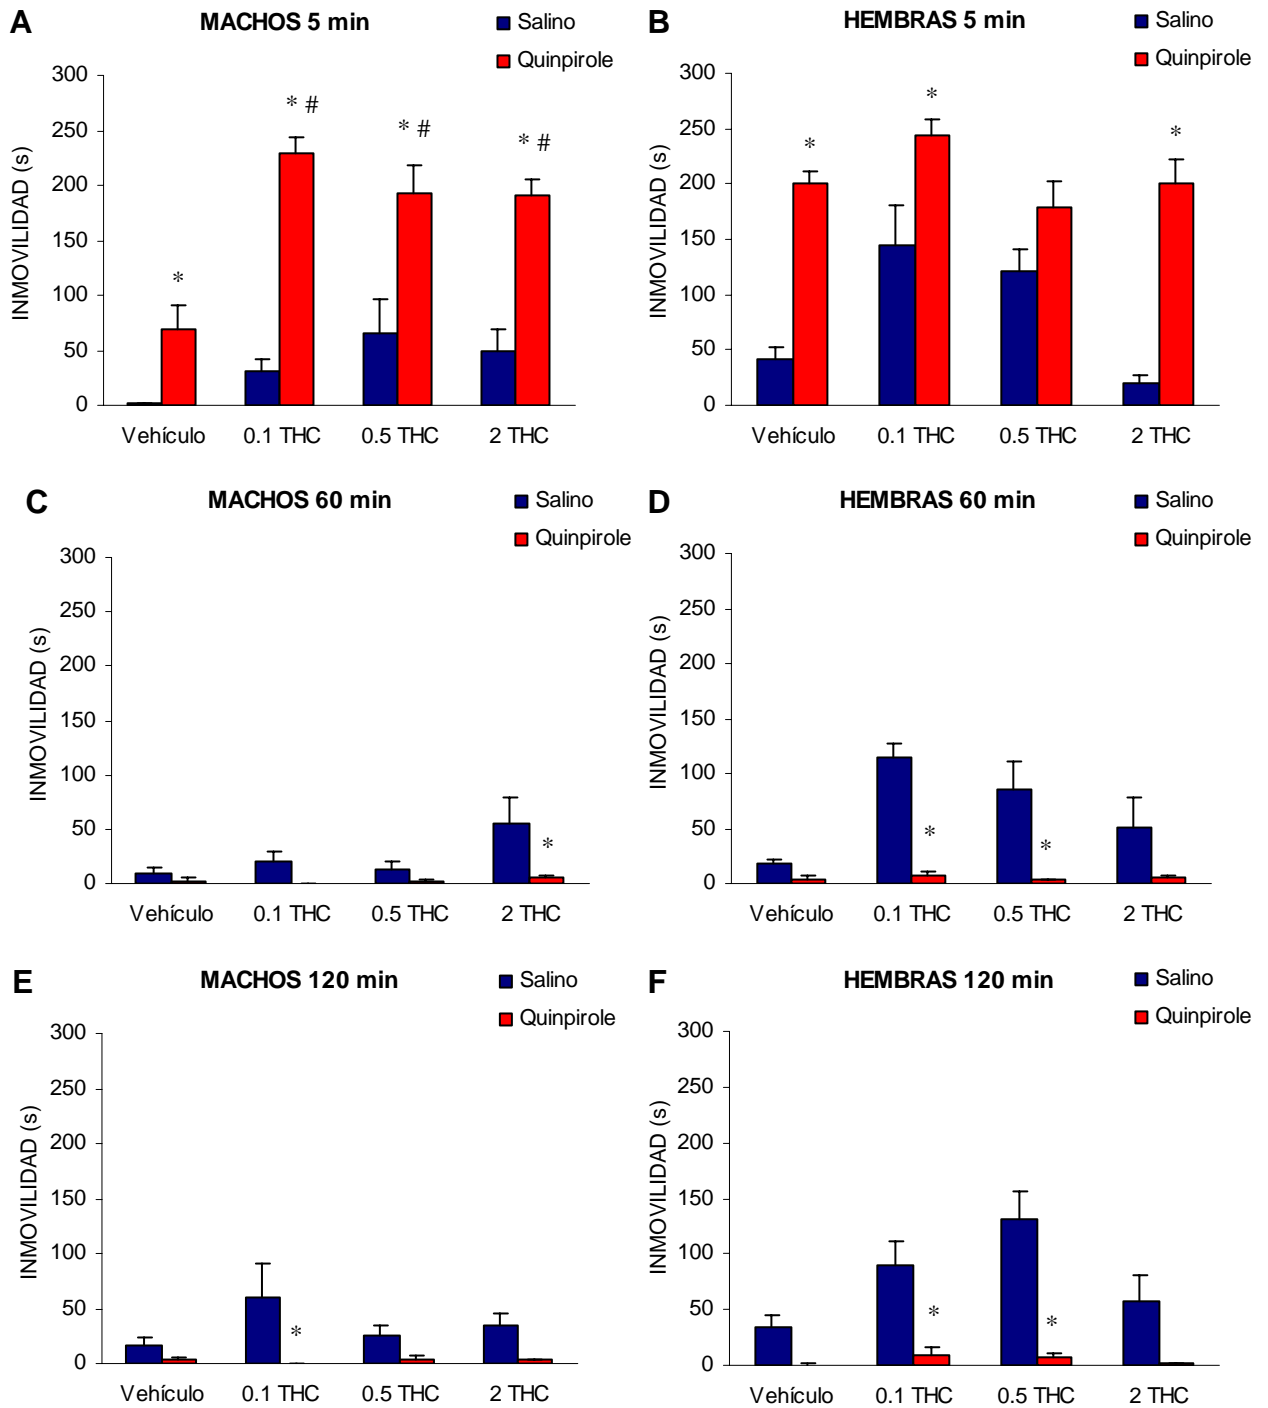 A
MACHOS 5 min
Salino
Quinpirole
300
250
200
150
100
50
0
INMOVILIDAD (s)
*
* #
* #
* #
Vehículo 0.1 THC 0.5 THC 2 THC
B
HEMBRAS 5 min
Salino
Quinpirole
300
250
200
150
100
50
0
INMOVILIDAD (s)
*
*
*
Vehículo 0.1 THC 0.5 THC 2 THC
C
MACHOS 60 min
Salino
Quinpirole
300
250
200
150
100
50
0
INMOVILIDAD (s)
*
Vehículo 0.1 THC 0.5 THC 2 THC
D
HEMBRAS 60 min
Salino
Quinpirole
300
250
200
150
100
50
0
INMOVILIDAD (s)
*
*
Vehículo 0.1 THC 0.5 THC 2 THC
E
MACHOS 120 min
Salino
Quinpirole
300
250
200
150
100
50
0
INMOVILIDAD (s)
*
Vehículo 0.1 THC 0.5 THC 2 THC
F
HEMBRAS 120 min
Salino
Quinpirole
300
250
200
150
100
50
0
INMOVILIDAD (s)
*
*
Vehículo 0.1 THC 0.5 THC 2 THC